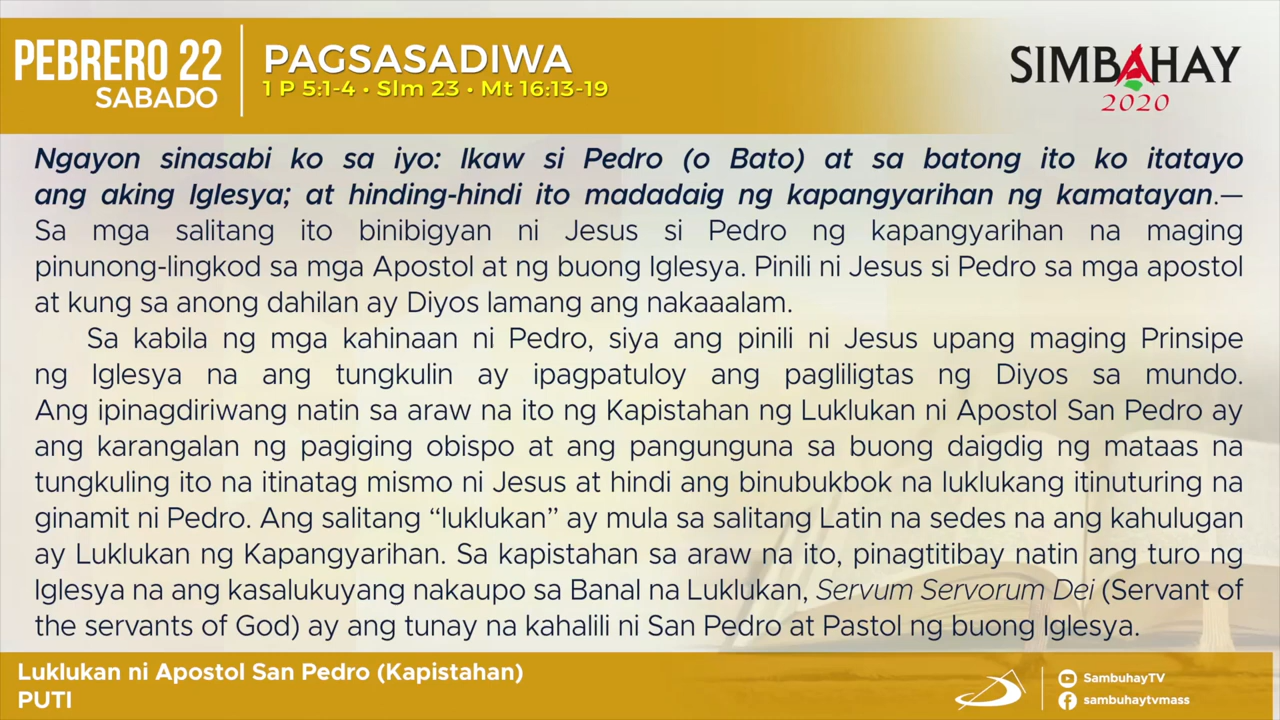 PEBRERO 22
SABADO
PAGSASADIWA
1 P 5:1-4 • Slm 23 • Mt 16:13-19
SIMBAHAY
2020
Ngayon sinasabi ko sa iyo: Ikaw si Pedro (o Bato) at sa batong ito ko itatayo
ang aking Iglesya; at hinding-hindi ito madadaig ng kapangyarihan ng kamatayan.—
Sa mga salitang ito binibigyan ni Jesus si Pedro ng kapangyarihan na maging
pinunong-lingkod sa mga Apostol at ng buong Iglesya. Pinili ni Jesus si Pedro sa mga apostol
at kung sa anong dahilan ay Diyos lamang ang nakaaalam.
Sa kabila ng mga kahinaan ni Pedro, siya ang pinili ni Jesus upang maging Prinsipe
ng Iglesya na ang tungkulin ay ipagpatuloy ang pagliligtas ng Diyos sa mundo.
Ang ipinagdiriwang natin sa araw na ito ng Kapistahan ng Luklukan ni Apostol San Pedro ay
ang karangalan ng pagiging obispo at ang pangunguna sa buong daigdig ng mataas na
tungkuling ito na itinatag mismo ni Jesus at hindi ang binubukbok na luklukang itinuturing na
ginamit ni Pedro. Ang salitang “luklukan” ay mula sa salitang Latin na sedes na ang kahulugan
ay Luklukan ng Kapangyarihan. Sa kapistahan sa araw na ito, pinagtitibay natin ang turo ng
Iglesya na ang kasalukuyang nakaupo sa Banal na Luklukan, Servum Servorum Dei (Servant of
the servants of God) ay ang tunay na kahalili ni San Pedro at Pastol ng buong Iglesya.
Luklukan ni Apostol San Pedro (Kapistahan)
PUTI
SambuhayTV
sambuhaytvmass